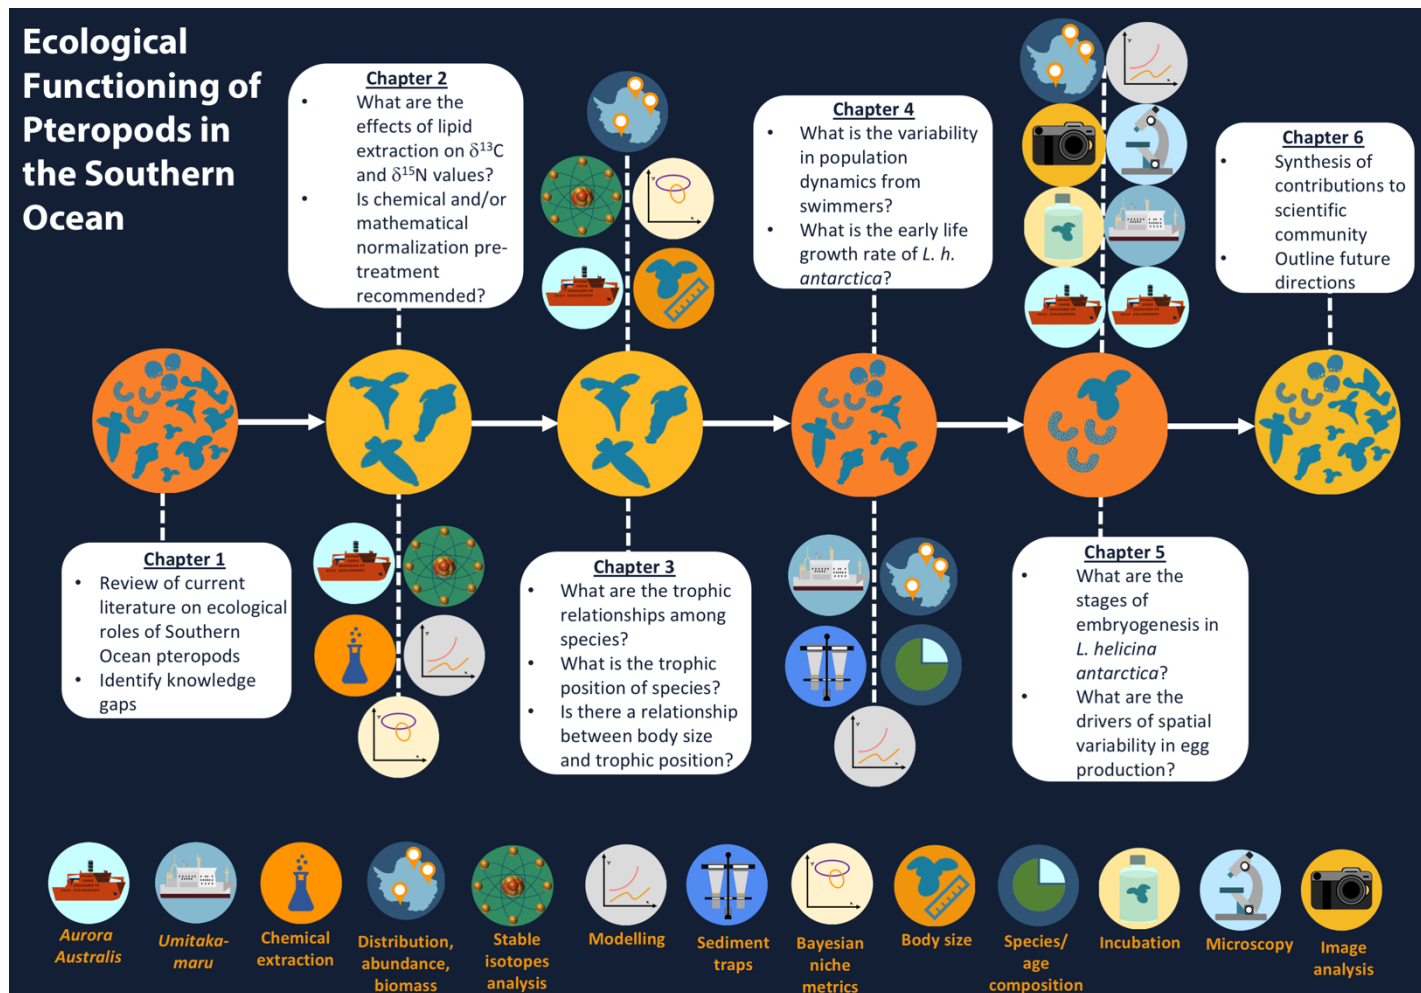 Ecological
Functioning of
Pteropods in
the Southern
Ocean
Chapter 1
• Review of current
literature on ecological
roles of Southern
Ocean pteropods
• Identify knowledge
gaps
Chapter 2
• What are the
effects of lipid
extraction on δ¹³C
and δ¹⁵N values?
• Is chemical and/or
mathematical
normalization pre-
treatment
recommended?
Chapter 3
• What are the trophic
relationships among
species?
• What is the trophic
position of species?
• Is there a relationship
between body size
and trophic position?
Chapter 4
• What is the variability
in population
dynamics from
swimmers?
• What is the early life
growth rate of L. h.
antarctica?
Chapter 5
• What are the
stages of
embryogenesis in
L. helicina
antarctica?
• What are the
drivers of spatial
variability in egg
production?
Chapter 6
• Synthesis of
contributions to
scientific
community
• Outline future
directions
Aurora
Australis
Umitaka-
maru
Chemical
extraction
Distribution,
abundance,
biomass
Stable
isotopes
analysis
Modelling
Sediment
traps
Bayesian
niche
metrics
Body size
Species/
age
composition
Incubation
Microscopy
Image
analysis